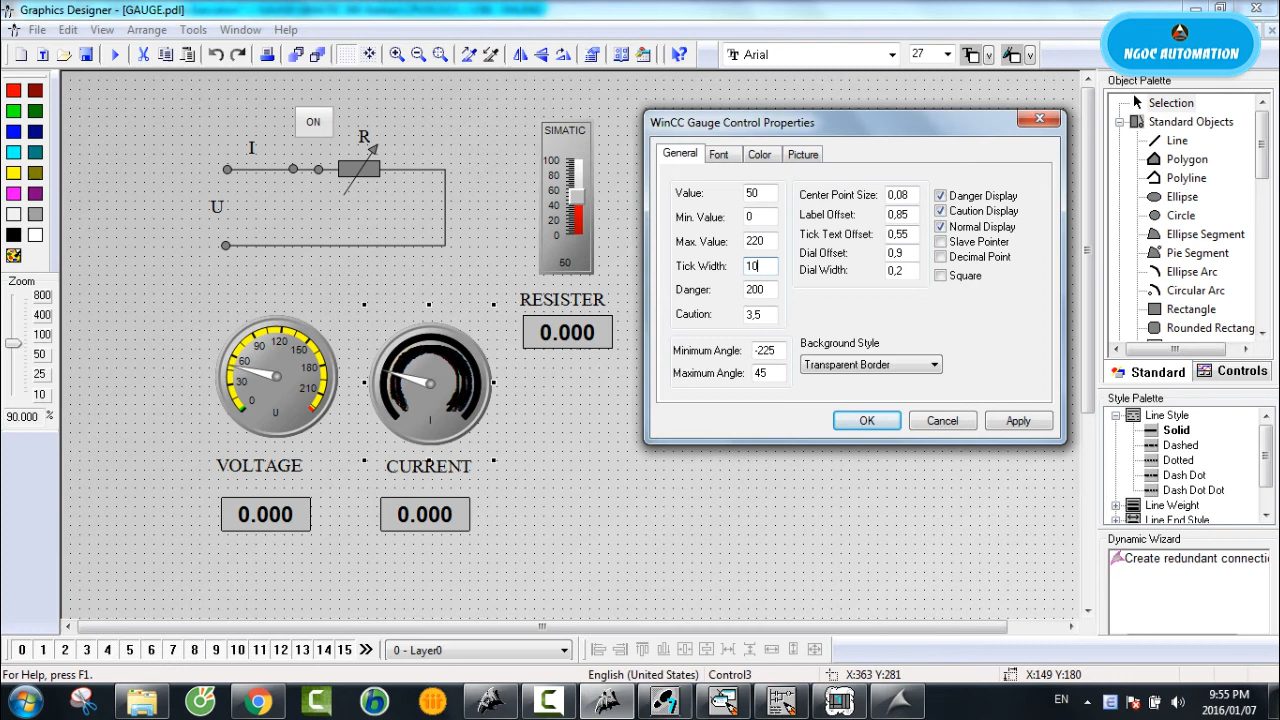 Graphics Designer - [GAUGE.pdl]
File Edit View Arrange Tools Window Help
Arial 27
NGOC AUTOMATION
ON
R
I
U
SIMATIC
100
80
60
40
20
0
50
RESISTER
0.000
0 30 60 90 120 150 180 210
U
I
VOLTAGE
CURRENT
0.000
0.000
Zoom
800
400
100
50
25
10
90.000 %
WinCC Gauge Control Properties
General Font Color Picture
Value: 50
Min. Value: 0
Max. Value: 220
Tick Width: 10
Danger: 200
Caution: 3,5
Minimum Angle: -225
Maximum Angle: 45
Center Point Size: 0,08
Label Offset: 0,85
Tick Text Offset: 0,55
Dial Offset: 0,9
Dial Width: 0,2
Danger Display
Caution Display
Normal Display
Slave Pointer
Decimal Point
Square
Background Style
Transparent Border
OK Cancel Apply
Object Palette
Selection
Standard Objects
Line
Polygon
Polyline
Ellipse
Circle
Ellipse Segment
Pie Segment
Ellipse Arc
Circular Arc
Rectangle
Rounded Rectang
Standard Controls
Style Palette
Line Style
Solid
Dashed
Dotted
Dash Dot
Dash Dot Dot
Line Weight
Line End Style
Dynamic Wizard
Create redundant connectio
0 1 2 3 4 5 6 7 8 9 10 11 12 13 14 15
0 - Layer0
For Help, press F1.
English (United States) Control3 X:363 Y:281 X:149 Y:180
EN
9:55 PM
2016/01/07